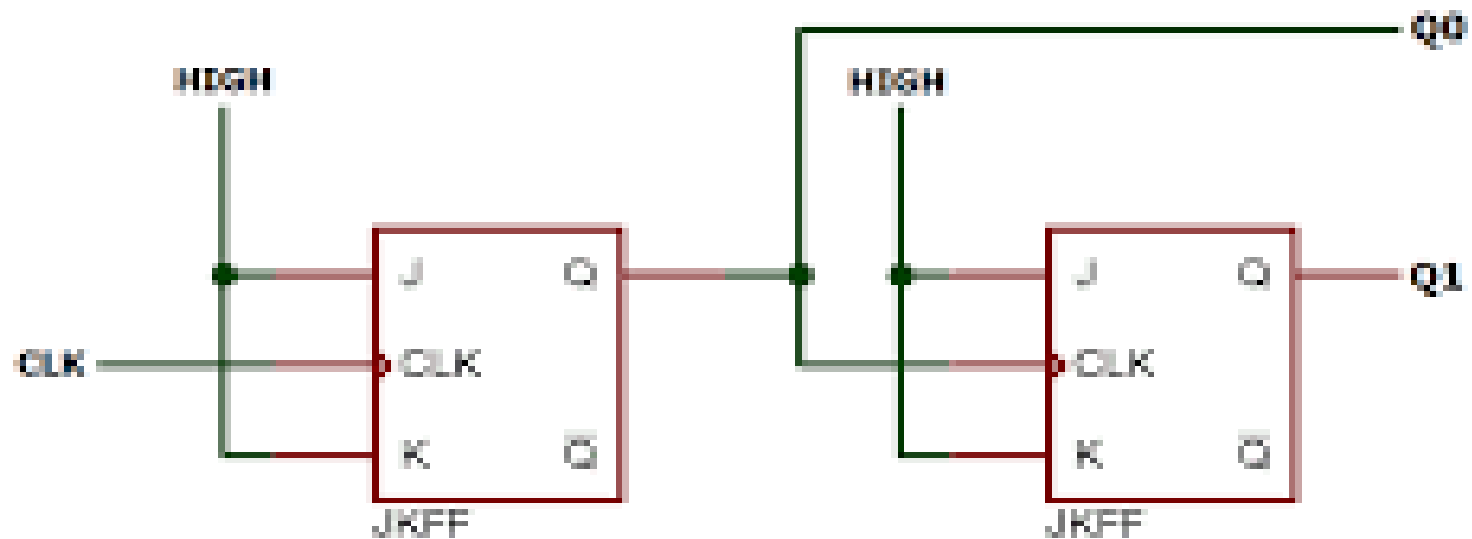 Q0
HIGH HIGH
J Q J Q Q1
CLK CLK CLK
K Q̅ K Q̅
JKFF JKFF